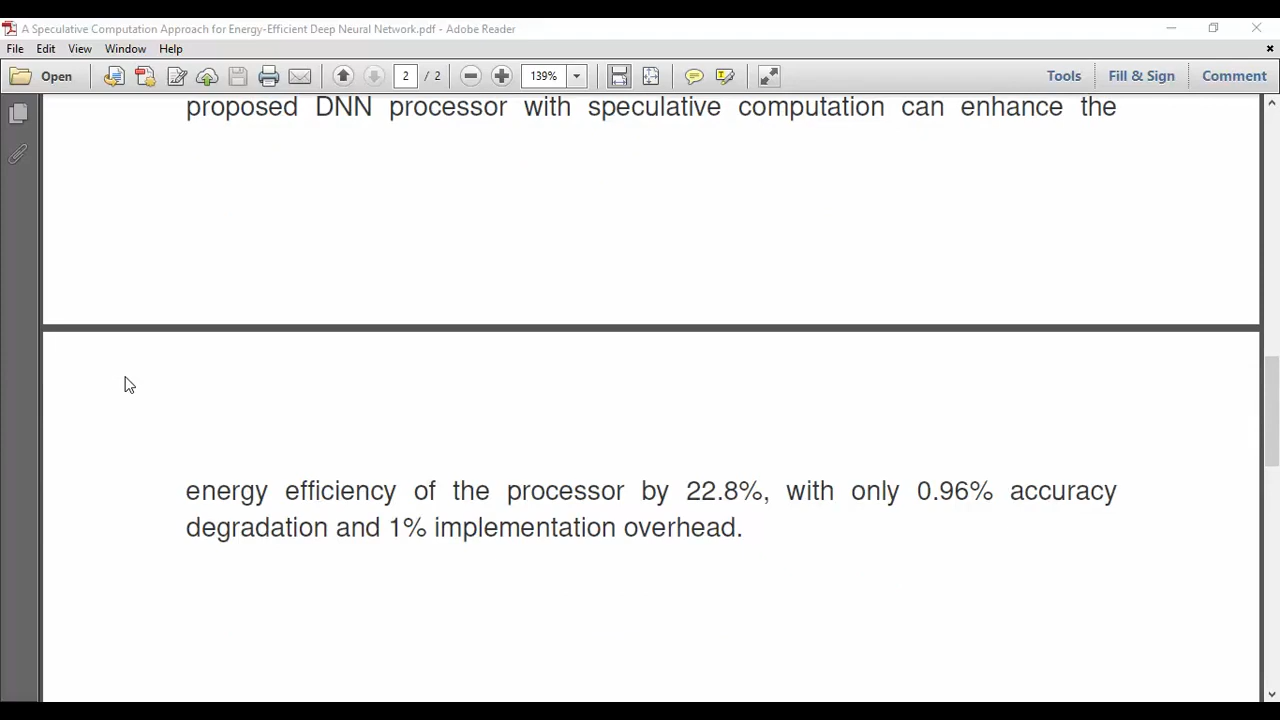 A Speculative Computation Approach for Energy-Efficient Deep Neural Network.pdf - Adobe Reader
File Edit View Window Help
Open 2 / 2 139% Tools Fill & Sign Comment
proposed DNN processor with speculative computation can enhance the
energy efficiency of the processor by 22.8%, with only 0.96% accuracy
degradation and 1% implementation overhead.